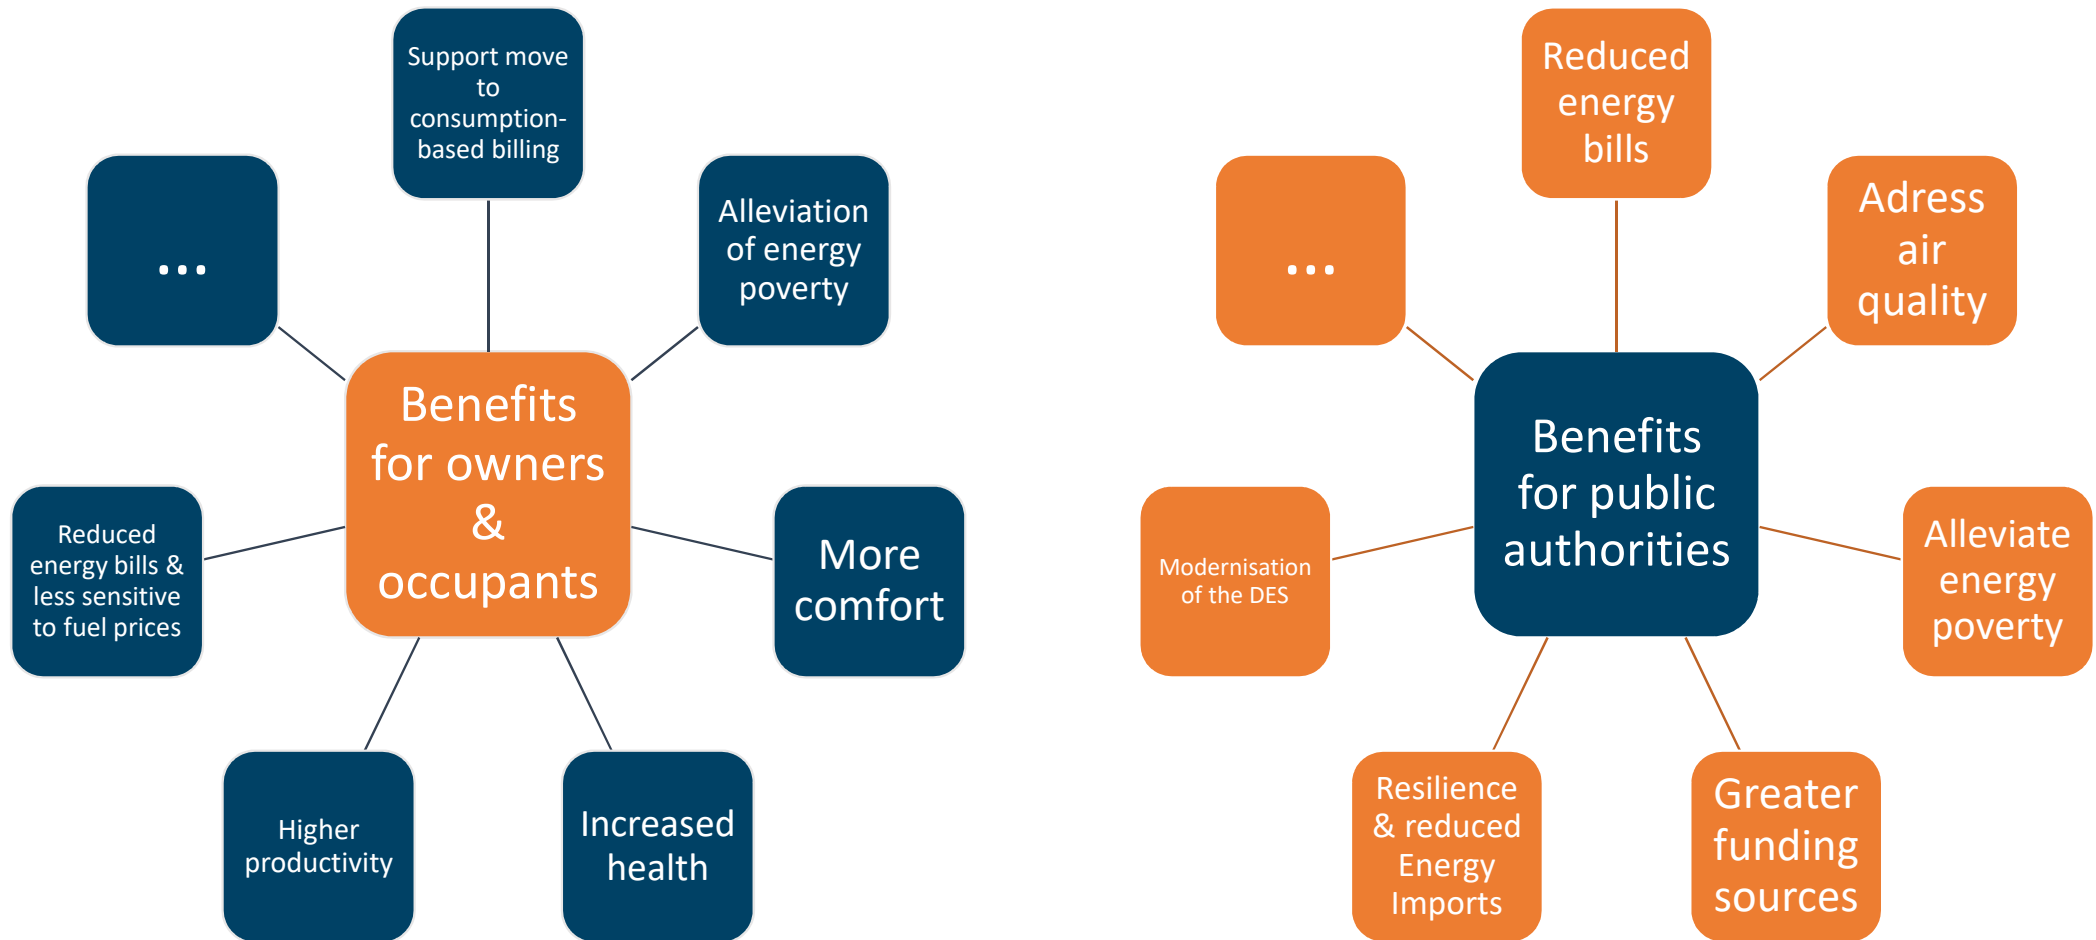 Support move
to
consumption-
based billing
Alleviation
of energy
poverty
More
comfort
Increased
health
Higher
productivity
Reduced
energy bills &
less sensitive
to fuel prices
...
Benefits
for owners
&
occupants
Reduced
energy
bills
Adress
air
quality
Alleviate
energy
poverty
Greater
funding
sources
Resilience
& reduced
Energy
Imports
Modernisation
of the DES
...
Benefits
for public
authorities